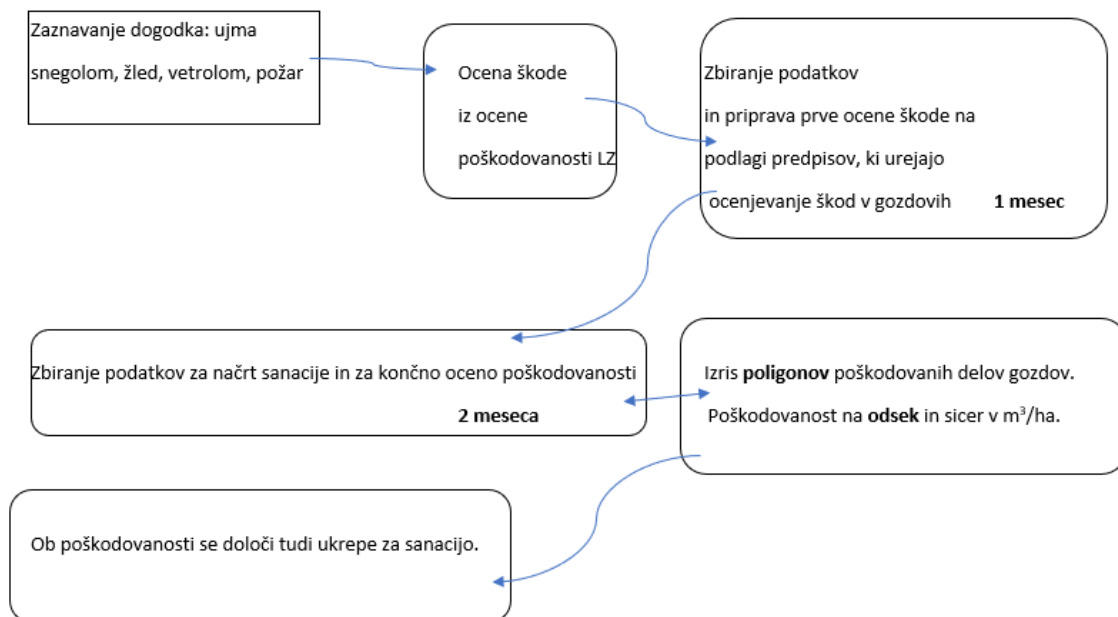 Zaznavanje dogodka: ujma
snegolom, žled, vetrolom, požar
Ocena škode
iz ocene
poškodovanosti LZ
Zbiranje podatkov
in priprava prve ocene škode na
podlagi predpisov, ki urejajo
ocenjevanje škod v gozdovih 1 mesec
Zbiranje podatkov za načrt sanacije in za končno oceno poškodovanosti
2 meseca
Izris poligonov poškodovanih delov gozdov.
Poškodovanost na odsek in sicer v m³/ha.
Ob poškodovanosti se določi tudi ukrepe za sanacijo.